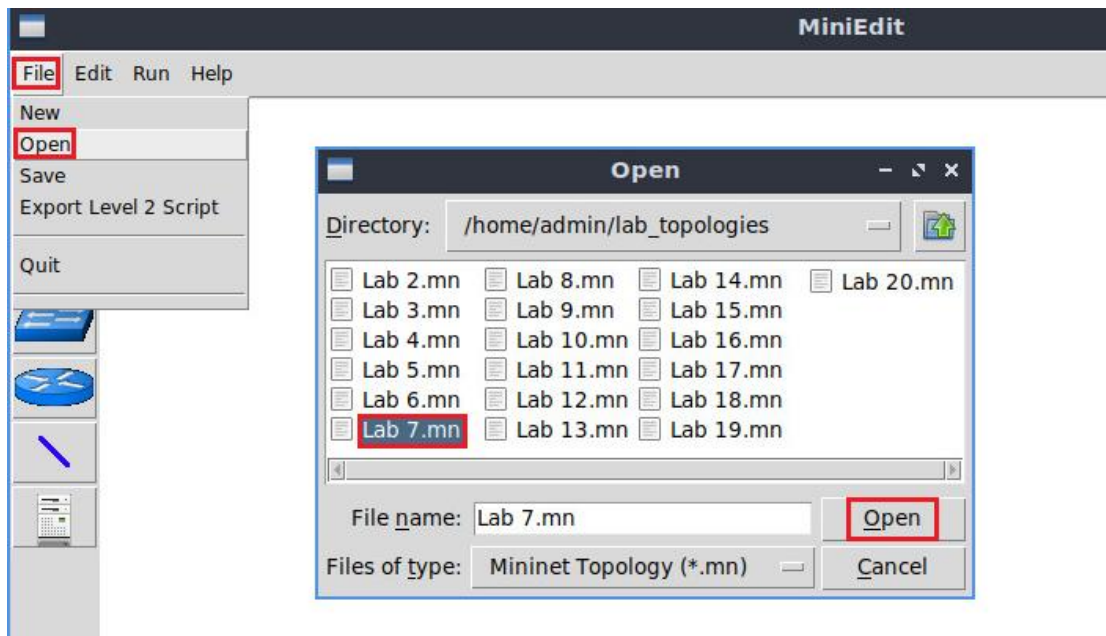 MiniEdit
File Edit Run Help
New
Open
Save
Export Level 2 Script
Quit
Open
Directory: /home/admin/lab_topologies
Lab 2.mn Lab 8.mn Lab 14.mn Lab 20.mn
Lab 3.mn Lab 9.mn Lab 15.mn
Lab 4.mn Lab 10.mn Lab 16.mn
Lab 5.mn Lab 11.mn Lab 17.mn
Lab 6.mn Lab 12.mn Lab 18.mn
Lab 7.mn Lab 13.mn Lab 19.mn
File name: Lab 7.mn Open
Files of type: Mininet Topology (*.mn) Cancel